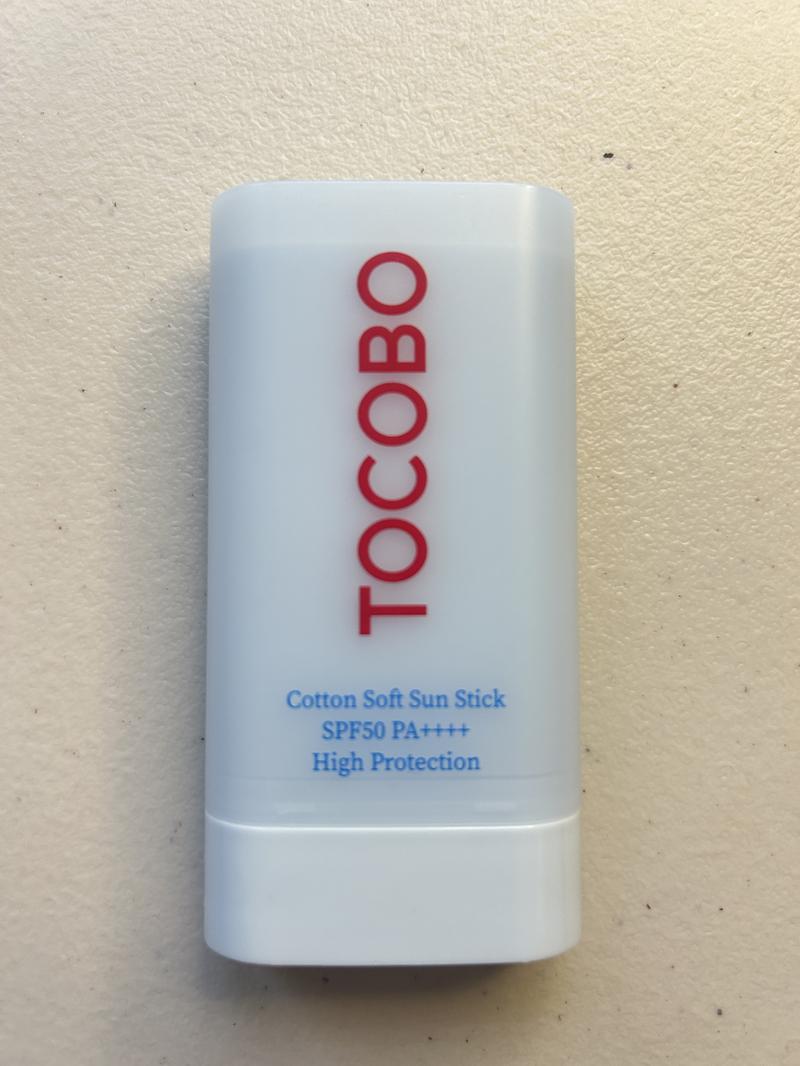 TOCOBO
Cotton Soft Sun Stick
SPF50 PA++++
High Protection